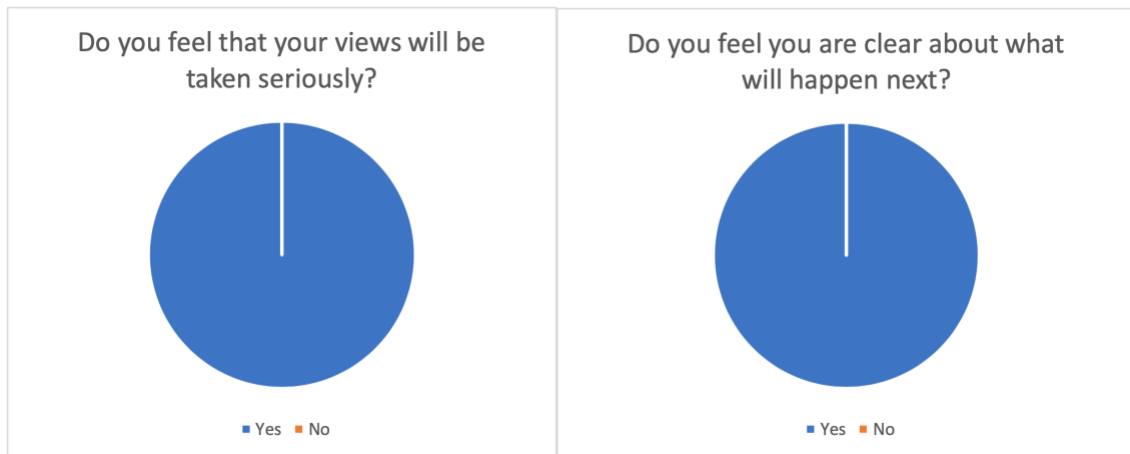 Do you feel that your views will be
taken seriously?
Yes No
Do you feel you are clear about what
will happen next?
Yes No